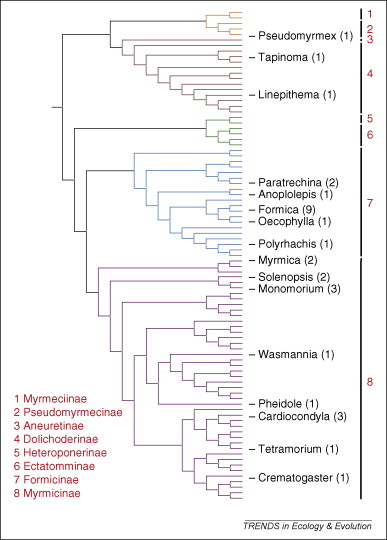 1
2
Pseudomyrmex (1)
3
Tapinoma (1)
4
Linepithema (1)
5
6
Paratrechina (2)
Anoplolepis (1)
7
Formica (9)
Oecophylla (1)
Polyrhachis (1)
Myrmica (2)
Solenopsis (2)
Monomorium (3)
Wasmannia (1)
8
1 Myrmeciinae
2 Pseudomyrmecinae
3 Aneuretinae
4 Dolichoderinae
5 Heteroponerinae
6 Ectatomminae
7 Formicinae
8 Myrmicinae
Pheidole (1)
Cardiocondyla (3)
Tetramorium (1)
Crematogaster (1)
TRENDS in Ecology & Evolution